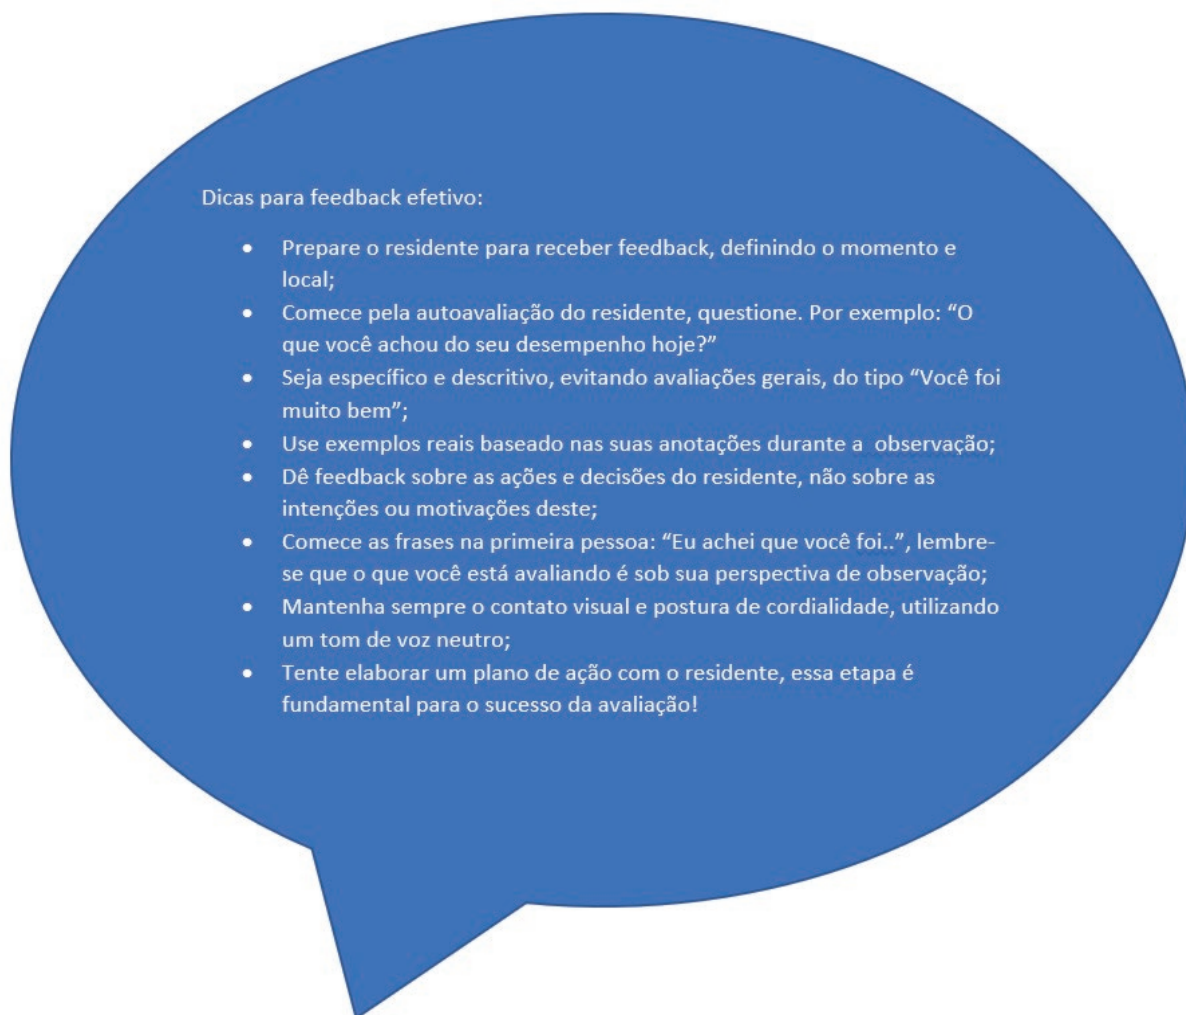 Dicas para feedback efetivo:
• Prepare o residente para receber feedback, definindo o momento e
local;
• Comece pela autoavaliação do residente, questione. Por exemplo: “O
que você achou do seu desempenho hoje?”
• Seja específico e descritivo, evitando avaliações gerais, do tipo “Você foi
muito bem”;
• Use exemplos reais baseado nas suas anotações durante a  observação;
• Dê feedback sobre as ações e decisões do residente, não sobre as
intenções ou motivações deste;
• Comece as frases na primeira pessoa: “Eu achei que você foi..”, lembre-
se que o que você está avaliando é sob sua perspectiva de observação;
• Mantenha sempre o contato visual e postura de cordialidade, utilizando
um tom de voz neutro;
• Tente elaborar um plano de ação com o residente, essa etapa é
fundamental para o sucesso da avaliação!